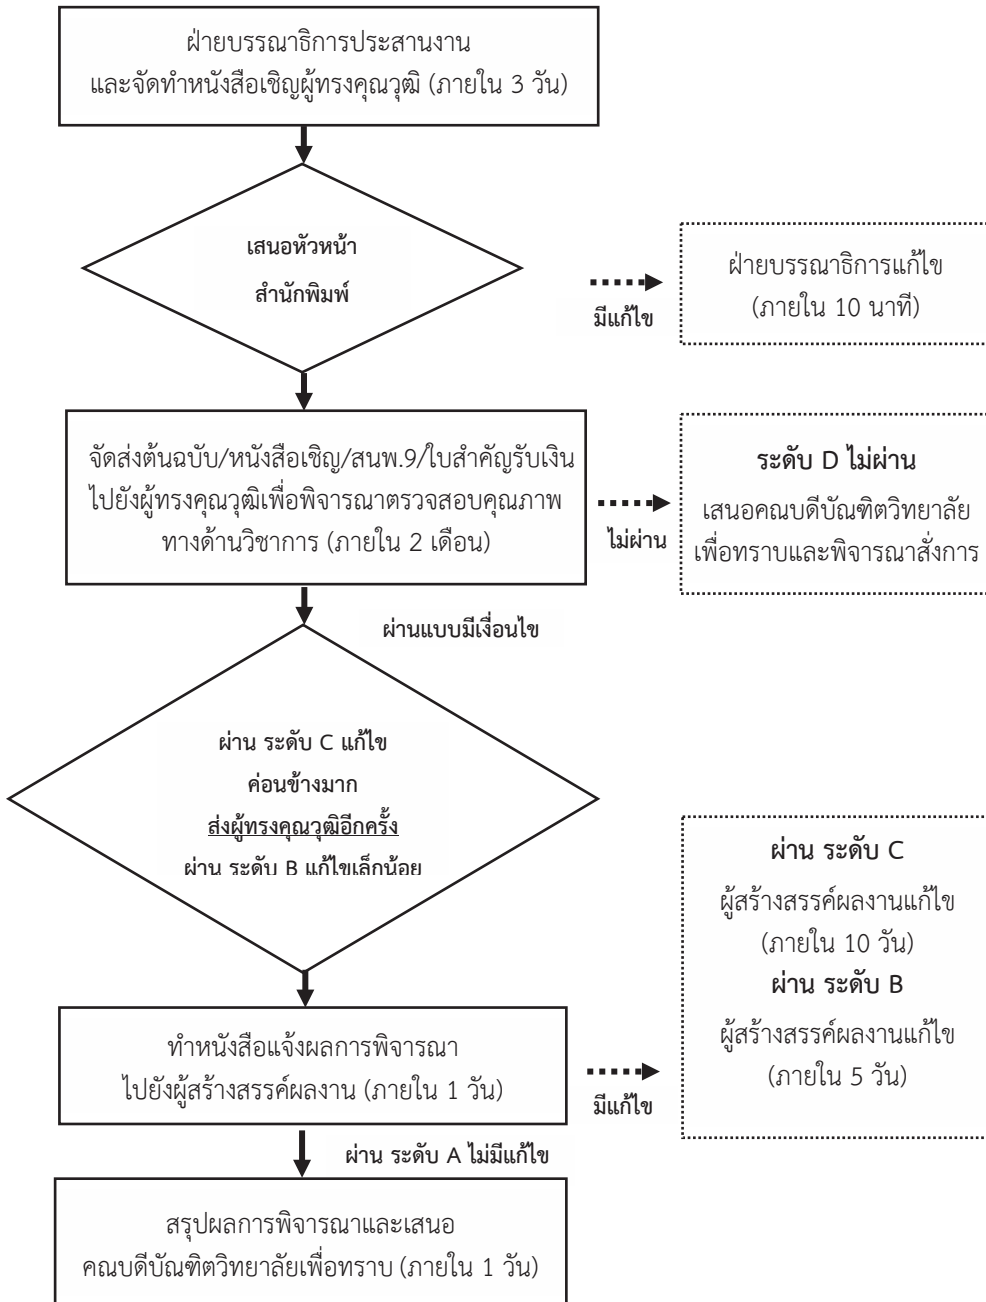 ฝ่ายบรรณาธิการประสานงาน
และจัดทำหนังสือเชิญผู้ทรงคุณวุฒิ (ภายใน 3 วัน)
เสนอหัวหน้า
สำนักพิมพ์
มีแก้ไข
ฝ่ายบรรณาธิการแก้ไข
(ภายใน 10 นาที)
จัดส่งต้นฉบับ/หนังสือเชิญ/สนพ.9/ใบสำคัญรับเงิน
ไปยังผู้ทรงคุณวุฒิเพื่อพิจารณาตรวจสอบคุณภาพ
ทางด้านวิชาการ (ภายใน 2 เดือน)
ไม่ผ่าน
ระดับ D ไม่ผ่าน
เสนอคณบดีบัณฑิตวิทยาลัย
เพื่อทราบและพิจารณาสั่งการ
ผ่านแบบมีเงื่อนไข
ผ่าน ระดับ C แก้ไข
ค่อนข้างมาก
ส่งผู้ทรงคุณวุฒิอีกครั้ง
ผ่าน ระดับ B แก้ไขเล็กน้อย
ผ่าน ระดับ C
ผู้สร้างสรรค์ผลงานแก้ไข
(ภายใน 10 วัน)
ผ่าน ระดับ B
ผู้สร้างสรรค์ผลงานแก้ไข
(ภายใน 5 วัน)
ทำหนังสือแจ้งผลการพิจารณา
ไปยังผู้สร้างสรรค์ผลงาน (ภายใน 1 วัน)
มีแก้ไข
ผ่าน ระดับ A ไม่มีแก้ไข
สรุปผลการพิจารณาและเสนอ
คณบดีบัณฑิตวิทยาลัยเพื่อทราบ (ภายใน 1 วัน)